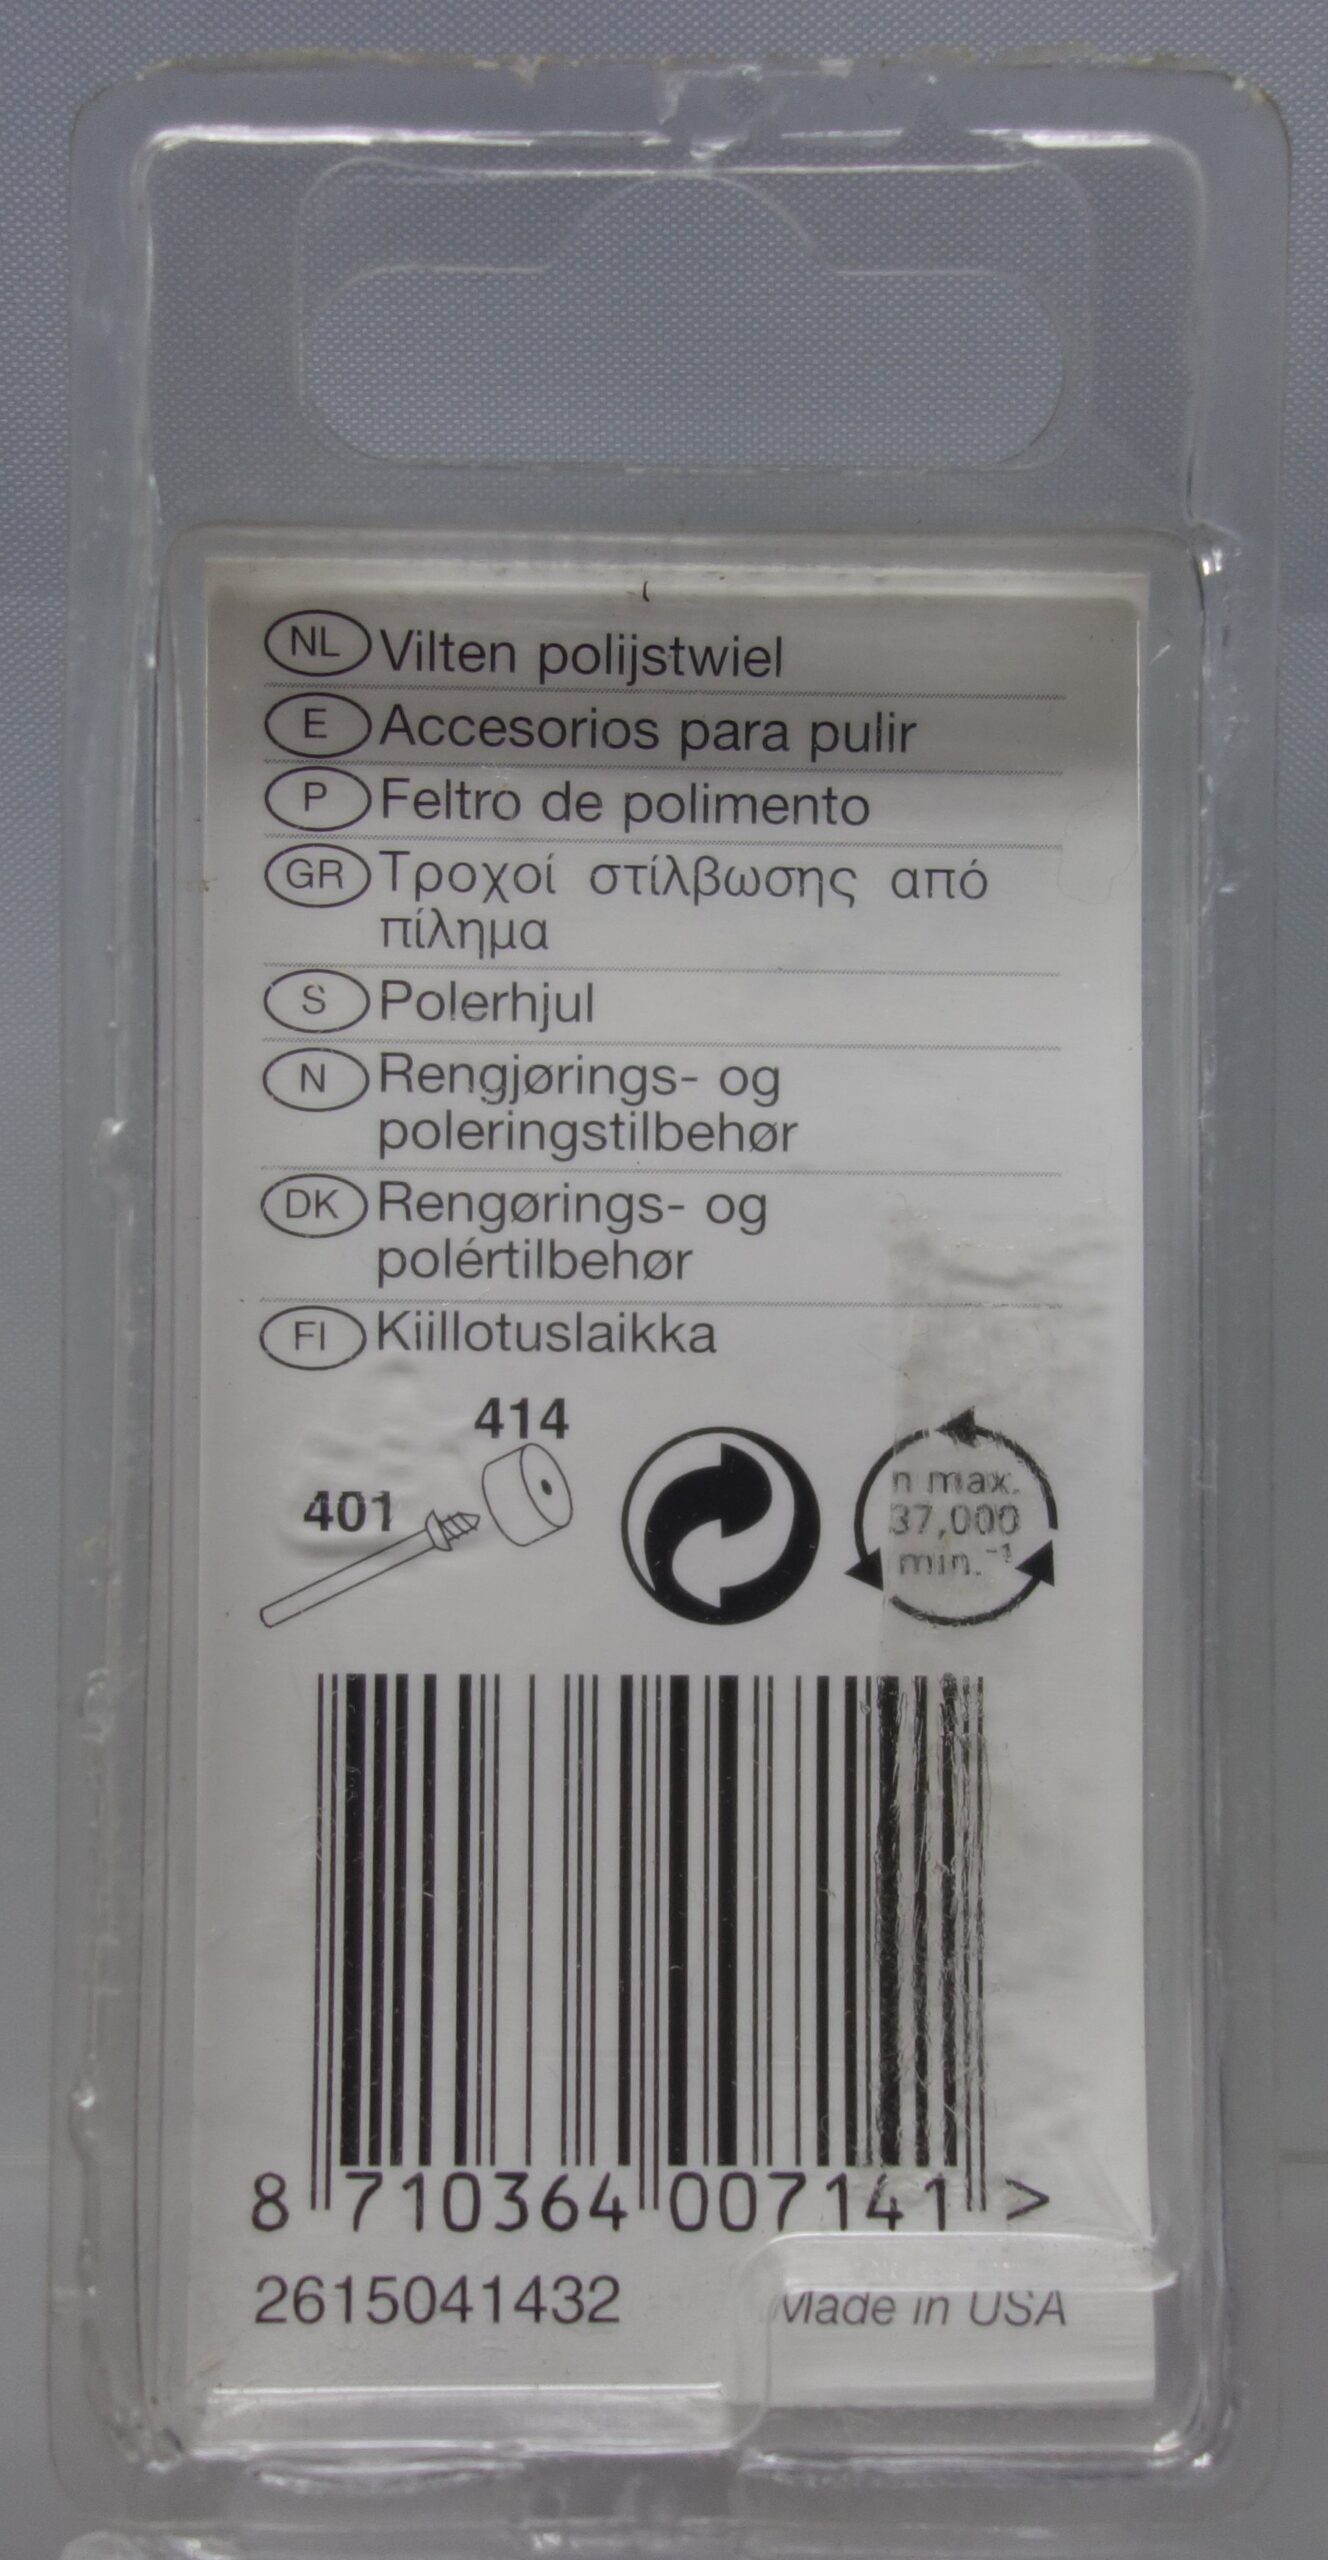 NL Vilten polijstwiel
E Accesorios para pulir
P Feltro de polimento
GR Τροχοί στίλβωσης από
πίλημα
S Polerhjul
N Rengjørings- og
poleringstilbehør
DK Rengørings- og
polértilbehør
FI Kiillotuslaikka
414
401
n max.
37,000
min.⁻¹
8 710364 007141 >
2615041432 Made in USA